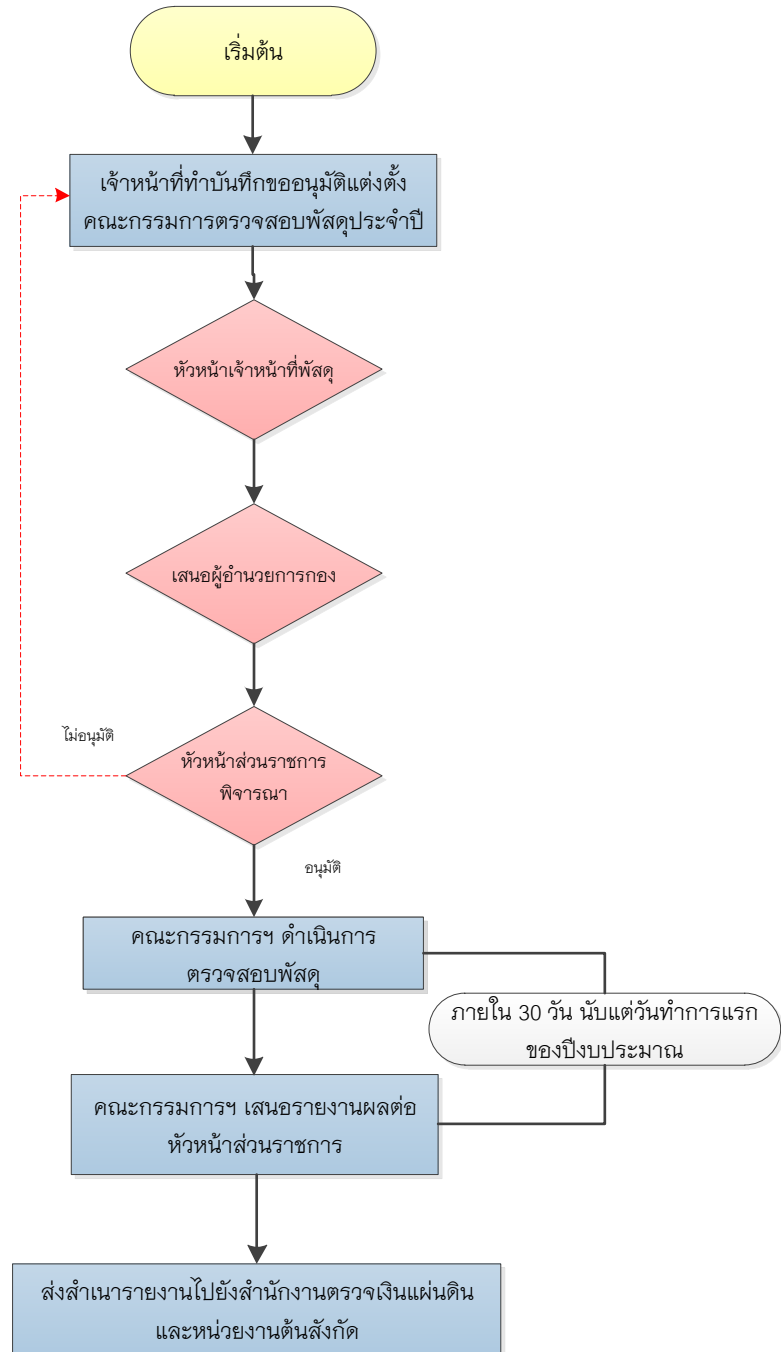 เริ่มต้น
เจ้าหน้าที่ทำบันทึกขออนุมัติแต่งตั้ง
คณะกรรมการตรวจสอบพัสดุประจำปี
หัวหน้าเจ้าหน้าที่พัสดุ
เสนอผู้อำนวยการกอง
ไม่อนุมัติ
หัวหน้าส่วนราชการ
พิจารณา
อนุมัติ
คณะกรรมการฯ ดำเนินการ
ตรวจสอบพัสดุ
ภายใน 30 วัน นับแต่วันทำการแรก
ของปีงบประมาณ
คณะกรรมการฯ เสนอรายงานผลต่อ
หัวหน้าส่วนราชการ
ส่งสำเนารายงานไปยังสำนักงานตรวจเงินแผ่นดิน
และหน่วยงานต้นสังกัด